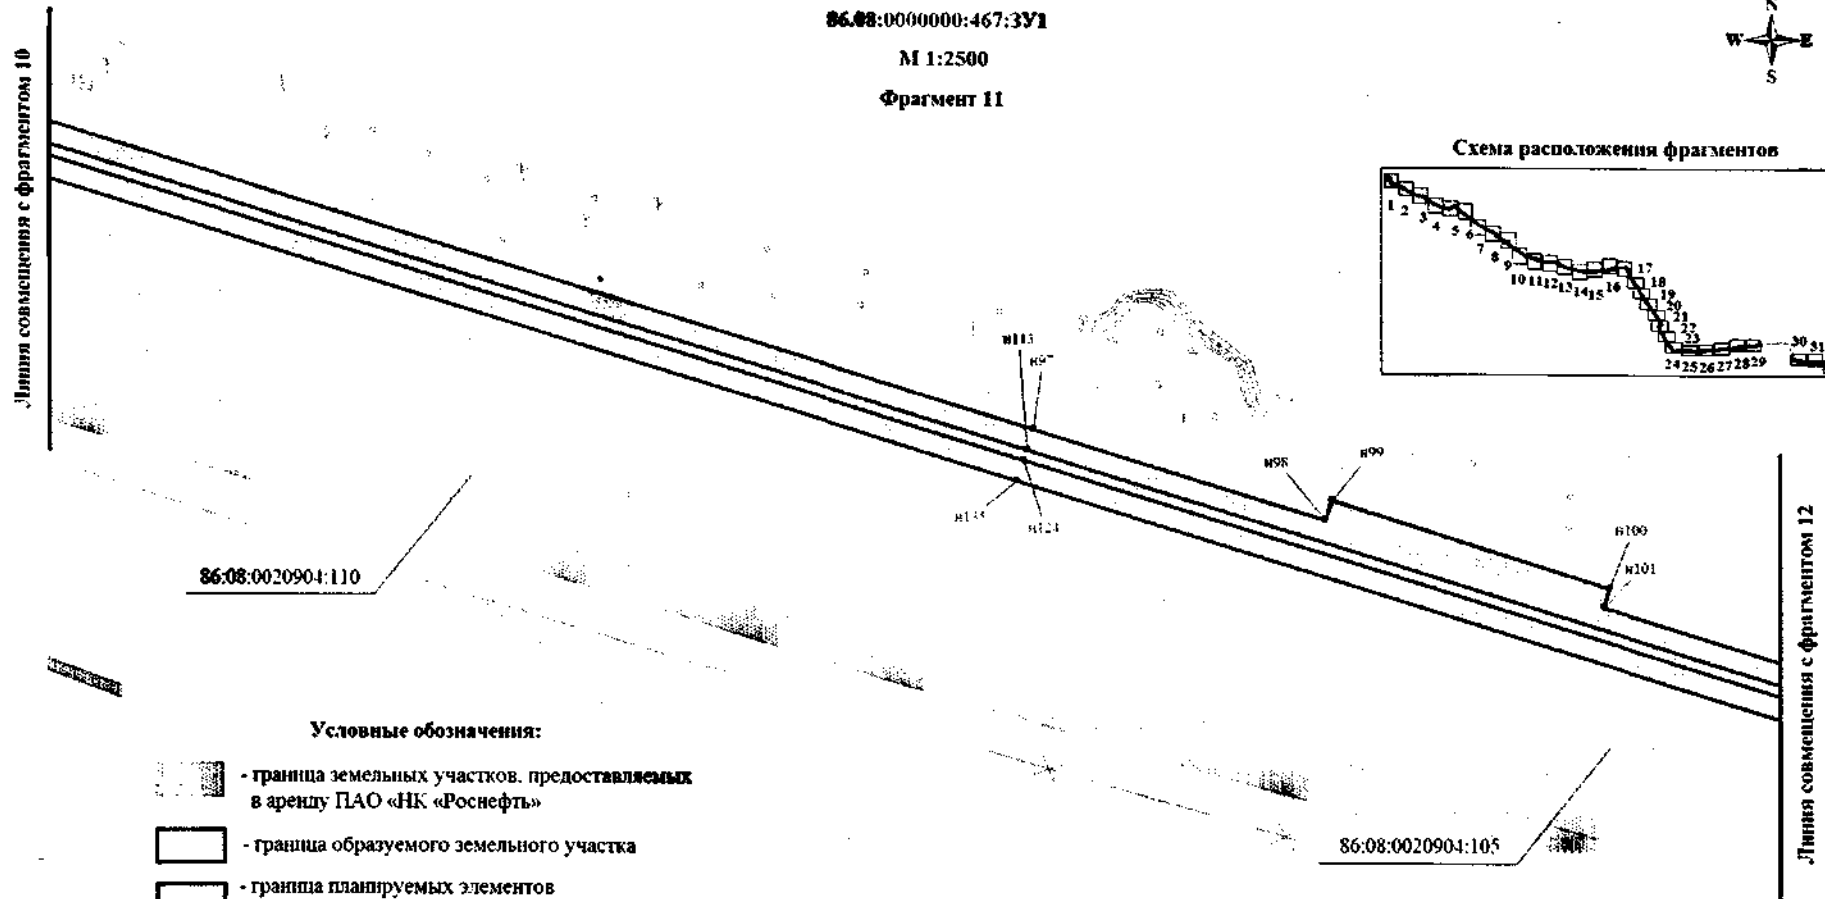 86:08:0000000:467:ЗУ1
М 1:2500
Фрагмент 11
W E
S
Линия совмещения с фрагментом 10
Схема расположения фрагментов
1 2 3 4 5 6 7 8 9 10 11 12 13 14 15 16 17 18 19 20 21 22 23 24 25 26 27 28 29 30 31
н113
н97
н98
н99
н124
н100
н101
86:08:0020904:110
Линия совмещения с фрагментом 12
86:08:0020904:105
Условные обозначения:
- граница земельных участков, предоставляемых
в аренду ПАО «НК «Роснефть»
- граница образуемого земельного участка
- граница планируемых элементов